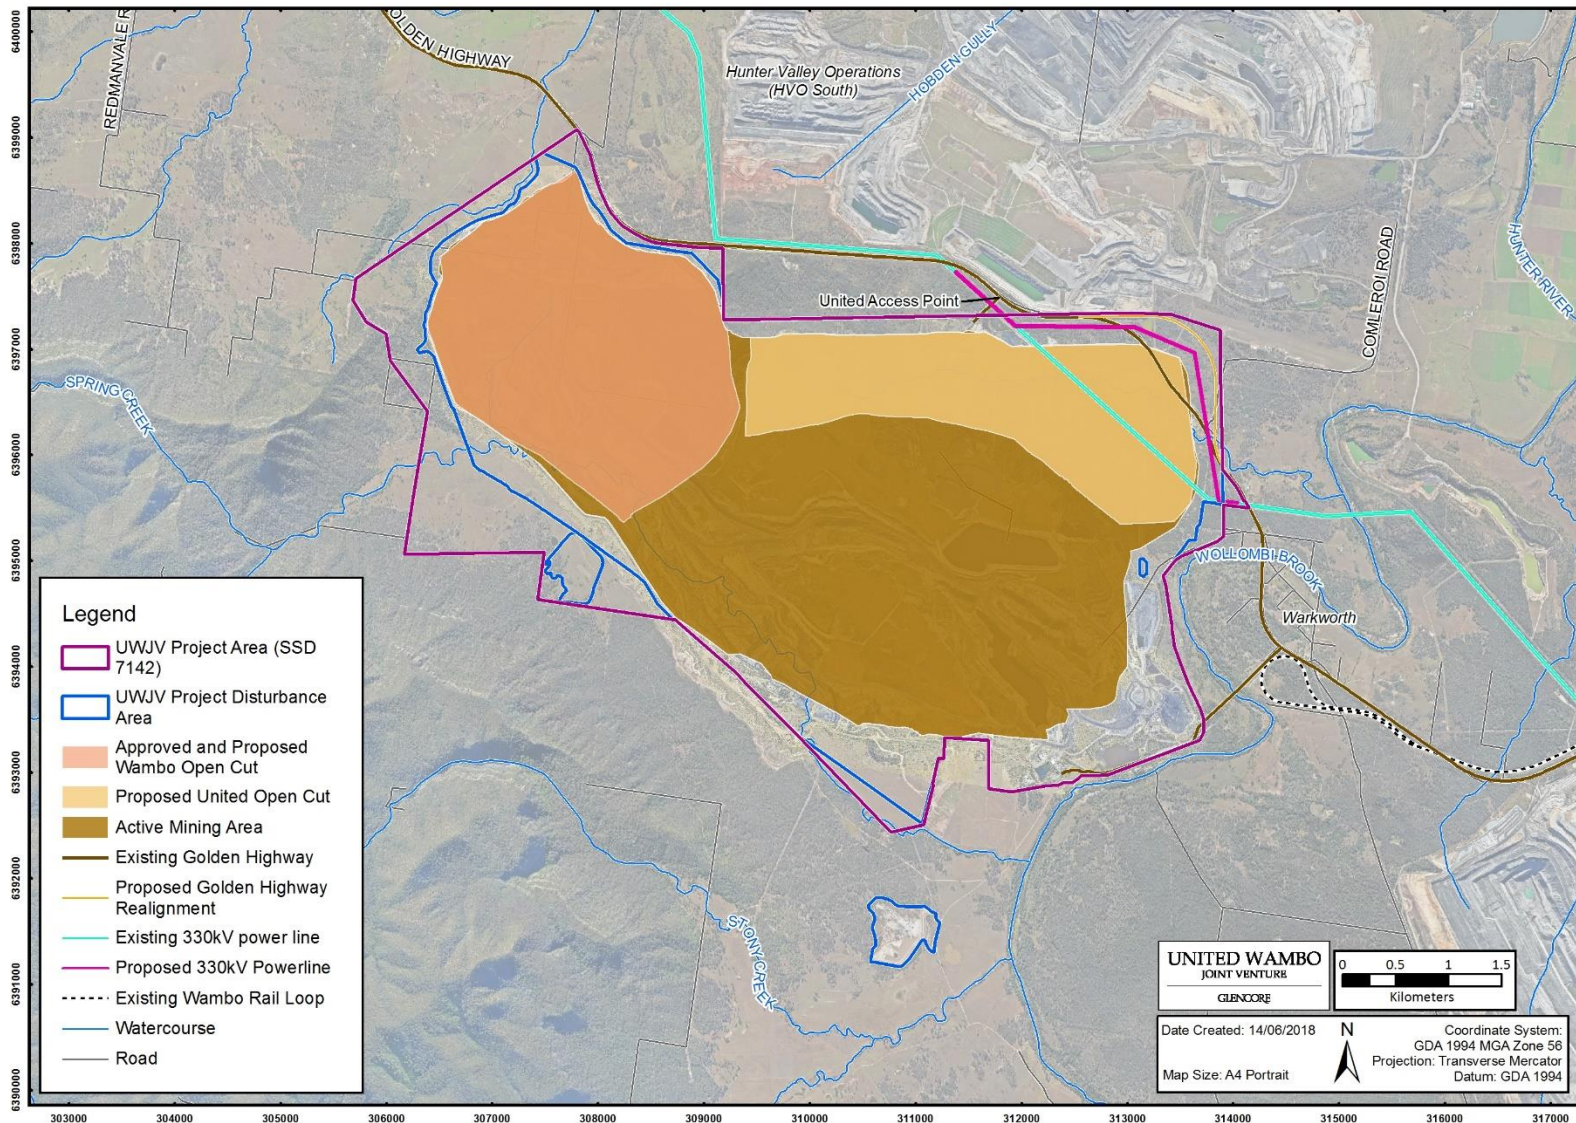 REDMANVALE R
OLDEN HIGHWAY
Hunter Valley Operations
(HVO South)
HOBDEN GULLY
HUNTER RIVER
COMLEROI ROAD
United Access Point
SPRING CREEK
WOLLOMBI BROOK
Warkworth
STONY CREEK
Legend
UWJV Project Area (SSD
7142)
UWJV Project Disturbance
Area
Approved and Proposed
Wambo Open Cut
Proposed United Open Cut
Active Mining Area
Existing Golden Highway
Proposed Golden Highway
Realignment
Existing 330kV power line
Proposed 330kV Powerline
Existing Wambo Rail Loop
Watercourse
Road
UNITED WAMBO
JOINT VENTURE
GLENCORE
0 0.5 1 1.5
Kilometers
Date Created: 14/06/2018
Map Size: A4 Portrait
N
Coordinate System:
GDA 1994 MGA Zone 56
Projection: Transverse Mercator
Datum: GDA 1994
6400000
6399000
6398000
6397000
6396000
6395000
6394000
6393000
6392000
6391000
6390000
303000 304000 305000 306000 307000 308000 309000 310000 311000 312000 313000 314000 315000 316000 317000